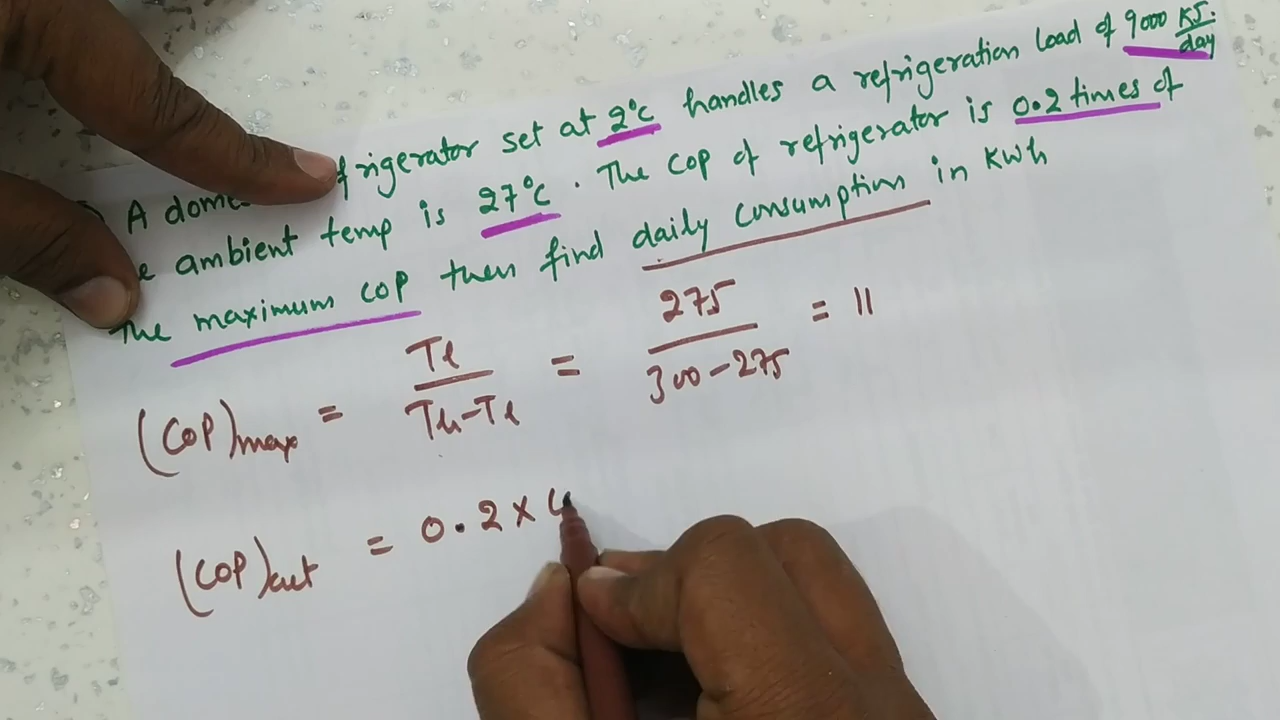 A dome frigerator set at 2°C handles a refrigeration load of 9000 KJ/day
e ambient temp is 27°C. The COP of refrigerator is 0.2 times of
The maximum COP then find daily consumption in KWh
(COP)max = Tl/(Th-Tl) = 275/(300-275) = 11
(COP)act = 0.2 ×